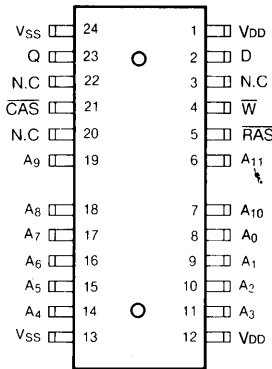 VSS 24 1 VDD
Q 23 2 D
N.C 22 3 N.C
CAS 21 4 W
N.C 20 5 RAS
A9 19 6 A11
A8 18 7 A10
A7 17 8 A0
A6 16 9 A1
A5 15 10 A2
A4 14 11 A3
VSS 13 12 VDD